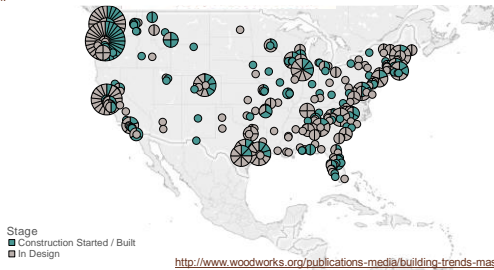 Stage
Construction Started / Built
In Design
http://www.woodworks.org/publications-media/building-trends-mas